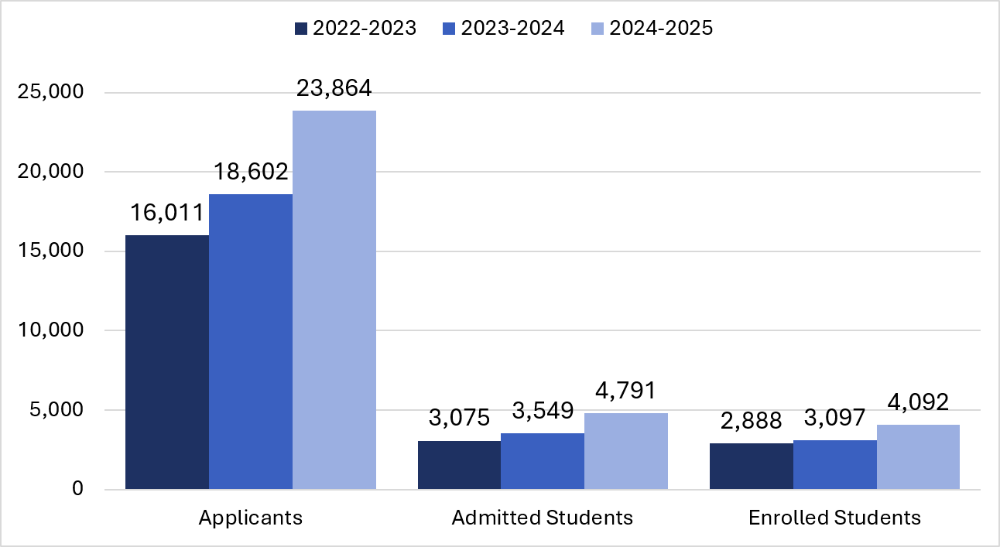 2022-2023 2023-2024 2024-2025
25,000
20,000
15,000
10,000
5,000
0
16,011 18,602 23,864
3,075 3,549 4,791
2,888 3,097 4,092
Applicants Admitted Students Enrolled Students